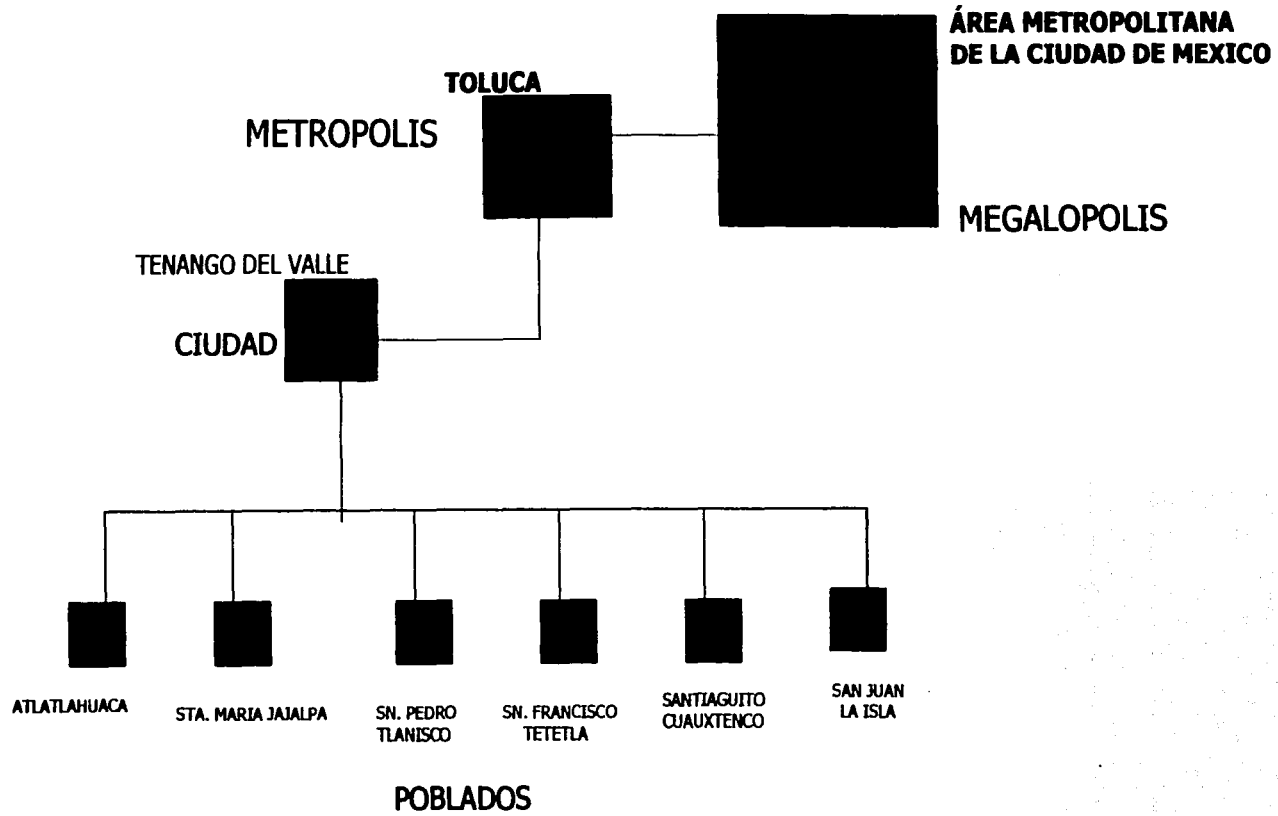 ÁREA METROPOLITANA
DE LA CIUDAD DE MEXICO
TOLUCA
METROPOLIS
MEGALOPOLIS
TENANGO DEL VALLE
CIUDAD
ATLATLAHUACA
STA. MARIA JAJALPA
SN. PEDRO
TLANISCO
SN. FRANCISCO
TETETLA
SANTIAGUITO
CUAUXTENCO
SAN JUAN
LA ISLA
POBLADOS